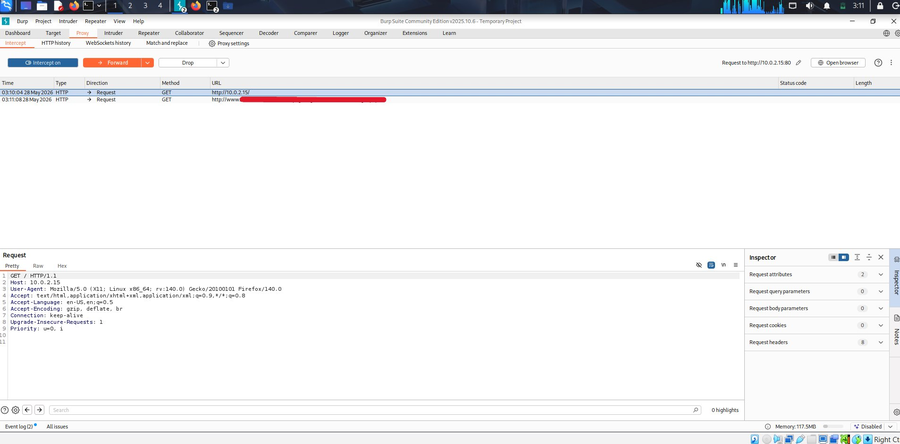 1 2 3 4 2 3 3:11
Burp Suite Community Edition v2025.10.6 - Temporary Project
Burp Project Intruder Repeater View Help
Dashboard Target Proxy Intruder Repeater Collaborator Sequencer Decoder Comparer Logger Organizer Extensions Learn
Intercept HTTP history WebSockets history Match and replace Proxy settings
Intercept on Forward Drop Request to http://10.0.2.15:80 Open browser
Time Type Direction Method URL Status code Length
03:10:04 28 May 2026 HTTP → Request GET http://10.0.2.15/
03:11:08 28 May 2026 HTTP → Request GET http://www.
Request
Pretty Raw Hex
1 GET / HTTP/1.1
2 Host: 10.0.2.15
3 User-Agent: Mozilla/5.0 (X11; Linux x86_64; rv:140.0) Gecko/20100101 Firefox/140.0
4 Accept: text/html,application/xhtml+xml,application/xml;q=0.9,*/*;q=0.8
5 Accept-Language: en-US,en;q=0.5
6 Accept-Encoding: gzip, deflate, br
7 Connection: keep-alive
8 Upgrade-Insecure-Requests: 1
9 Priority: u=0, i
10
11
Inspector
Request attributes 2
Request query parameters 0
Request body parameters 0
Request cookies 0
Request headers 8
Inspector
Notes
Search 0 highlights
Event log (2) All issues Memory: 117.5MB Disabled
Right Ct